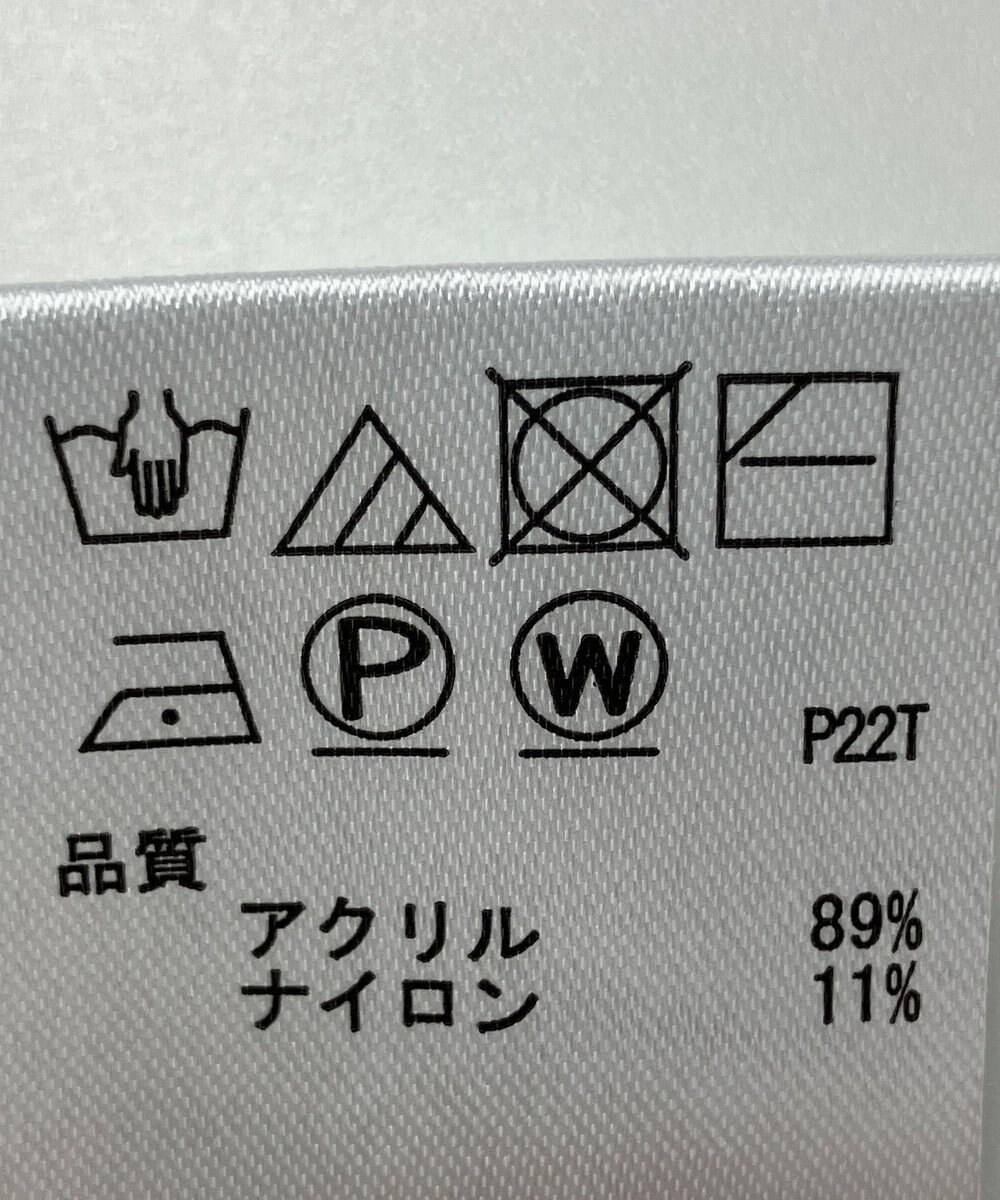 P W
P22T
品質
アクリル 89%
ナイロン 11%